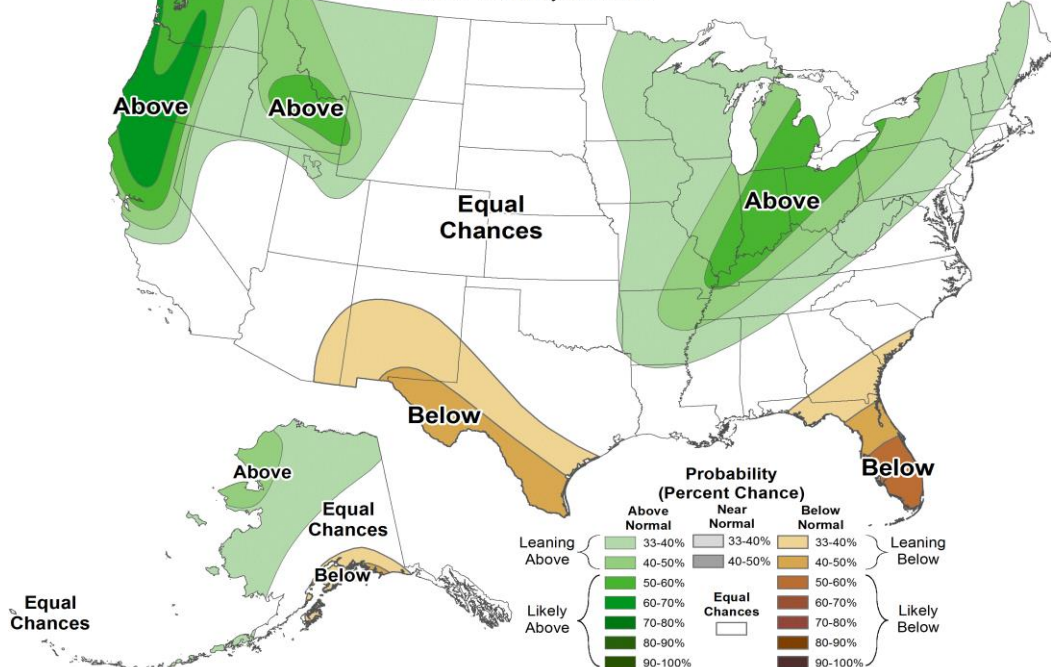 Above
Above
Equal
Chances
Above
Below
Below
Above
Equal
Chances
Below
Equal
Chances
Probability
(Percent Chance)
Above
Normal
Near
Normal
Below
Normal
Leaning
Above
33-40%
40-50%
33-40%
40-50%
33-40%
40-50%
Leaning
Below
Likely
Above
50-60%
60-70%
70-80%
80-90%
90-100%
Equal
Chances
50-60%
60-70%
70-80%
80-90%
90-100%
Likely
Below